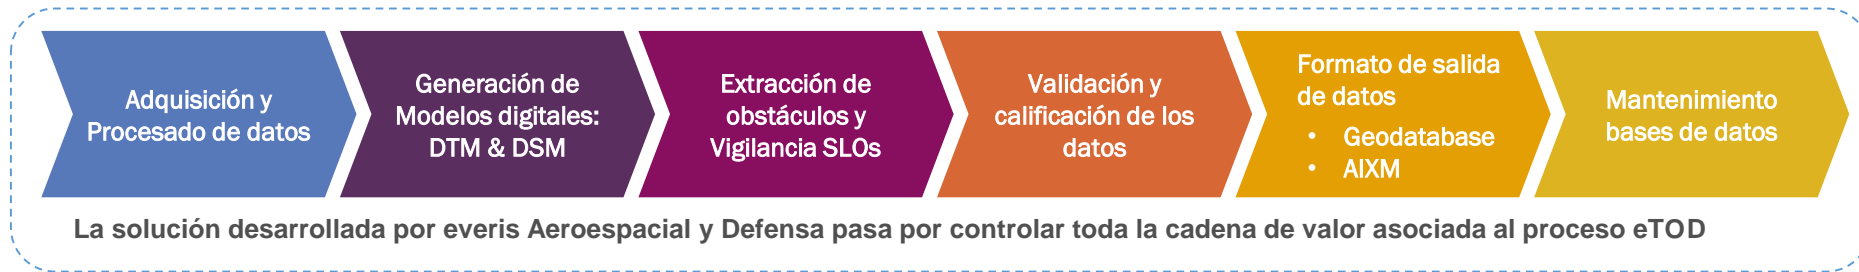 Adquisición y
Procesado de datos
Generación de
Modelos digitales:
DTM & DSM
Extracción de
obstáculos y
Vigilancia SLOs
Validación y
calificación de los
datos
Formato de salida
de datos
• Geodatabase
• AIXM
Mantenimiento
bases de datos
La solución desarrollada por everis Aeroespacial y Defensa pasa por controlar toda la cadena de valor asociada al proceso eTOD